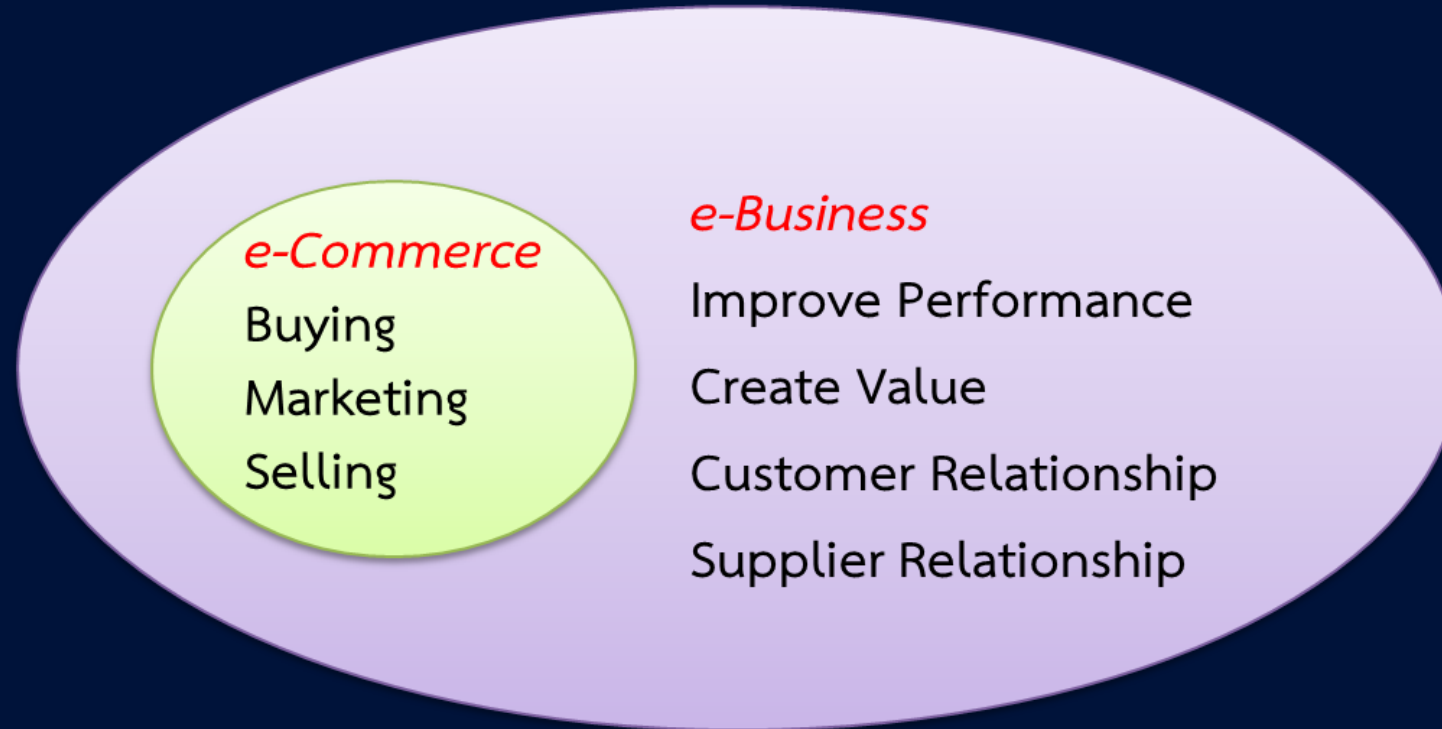 e-Commerce
Buying
Marketing
Selling
e-Business
Improve Performance
Create Value
Customer Relationship
Supplier Relationship